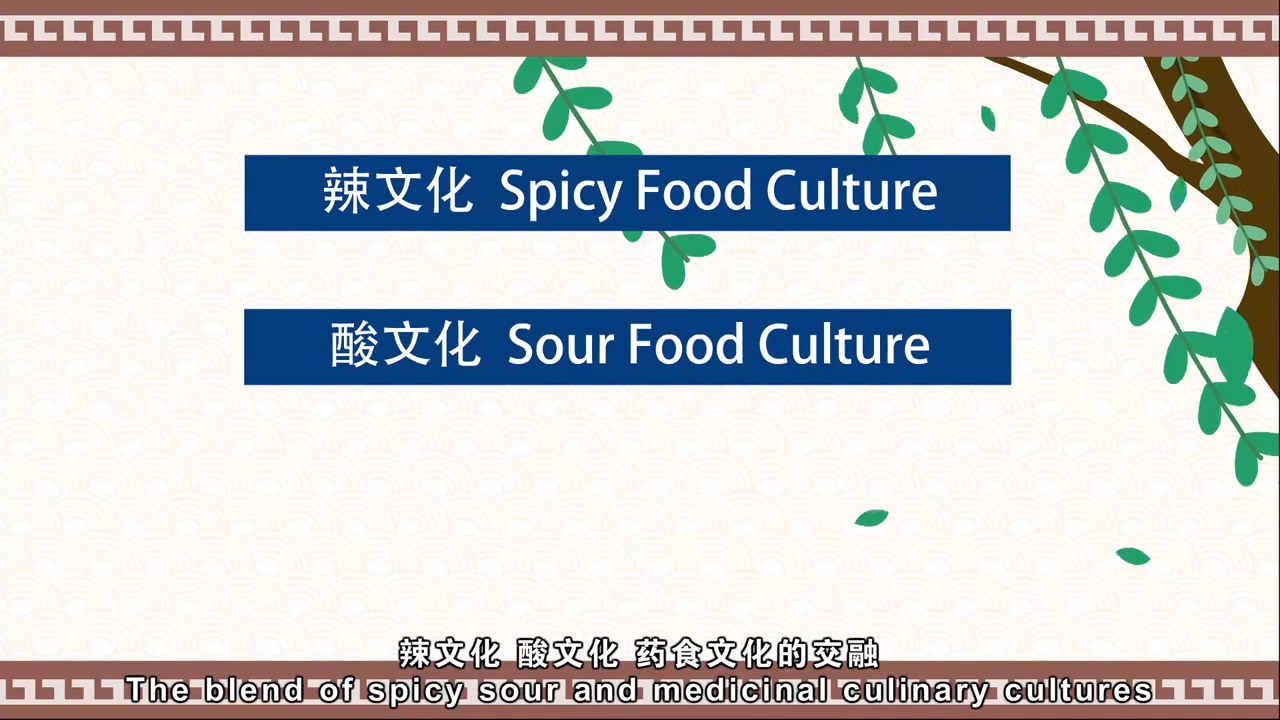 辣文化 Spicy Food Culture
酸文化 Sour Food Culture
辣文化 酸文化 药食文化的交融
The blend of spicy sour and medicinal culinary cultures